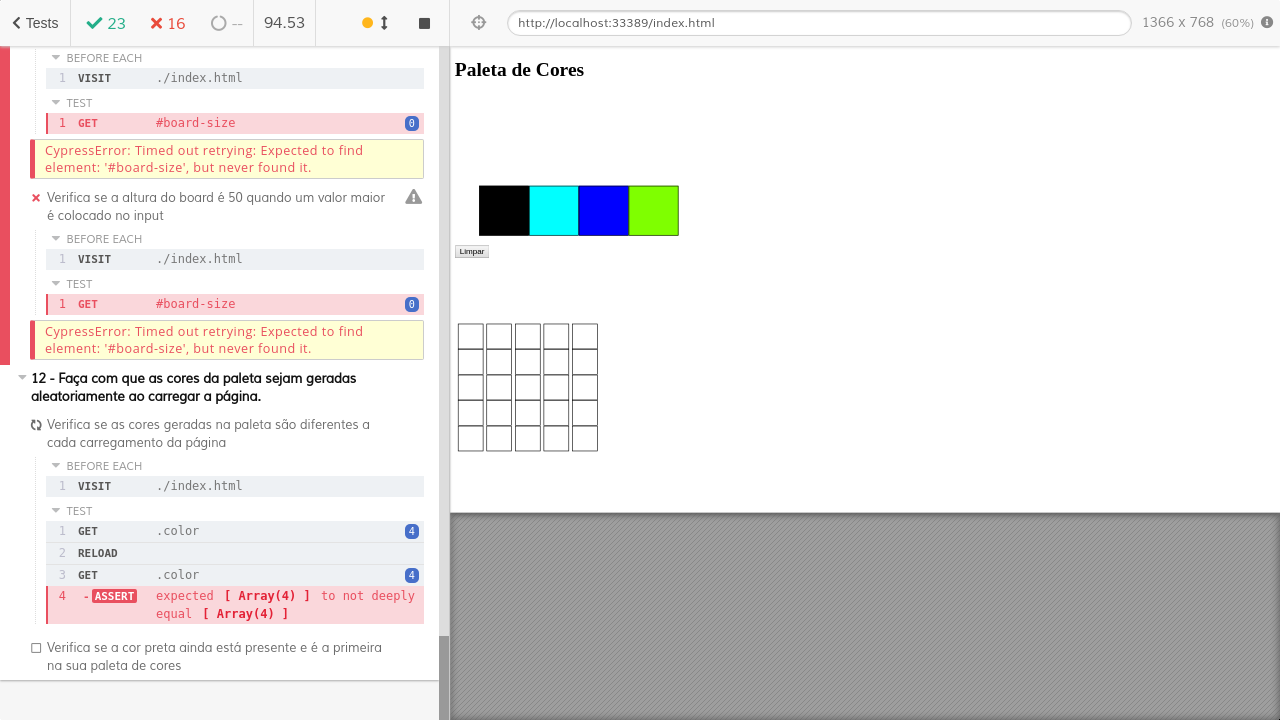 Tests
23
16
--
94.53
http://localhost:33389/index.html
1366 x 768 (60%)
BEFORE EACH
1 VISIT ./index.html
TEST
1 GET #board-size 0
CypressError: Timed out retrying: Expected to find
element: '#board-size', but never found it.
Verifica se a altura do board é 50 quando um valor maior
é colocado no input
BEFORE EACH
1 VISIT ./index.html
TEST
1 GET #board-size 0
CypressError: Timed out retrying: Expected to find
element: '#board-size', but never found it.
12 - Faça com que as cores da paleta sejam geradas
aleatoriamente ao carregar a página.
Verifica se as cores geradas na paleta são diferentes a
cada carregamento da página
BEFORE EACH
1 VISIT ./index.html
TEST
1 GET .color 4
2 RELOAD
3 GET .color 4
4 -ASSERT expected [ Array(4) ] to not deeply
equal [ Array(4) ]
Verifica se a cor preta ainda está presente e é a primeira
na sua paleta de cores
Paleta de Cores
Limpar